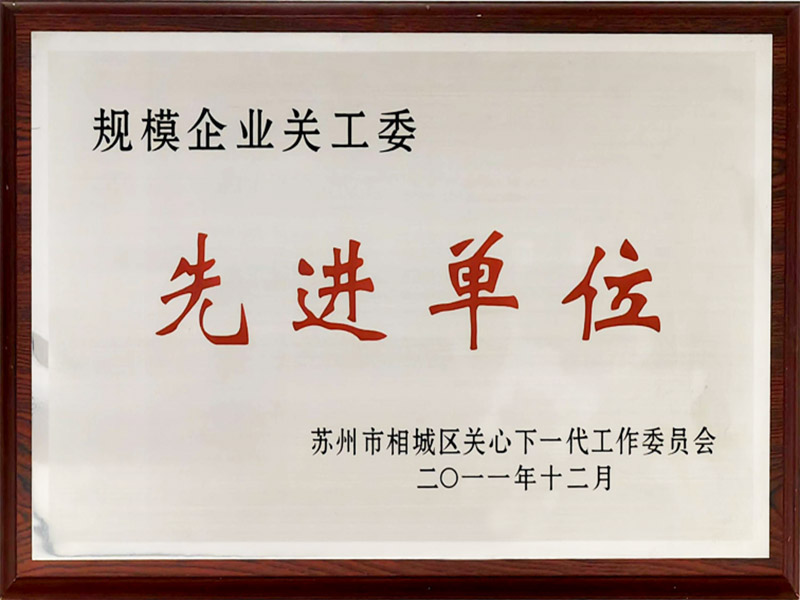 规模企业关工委
先进单位
苏州市相城区关心下一代工作委员会
二〇一一年十二月